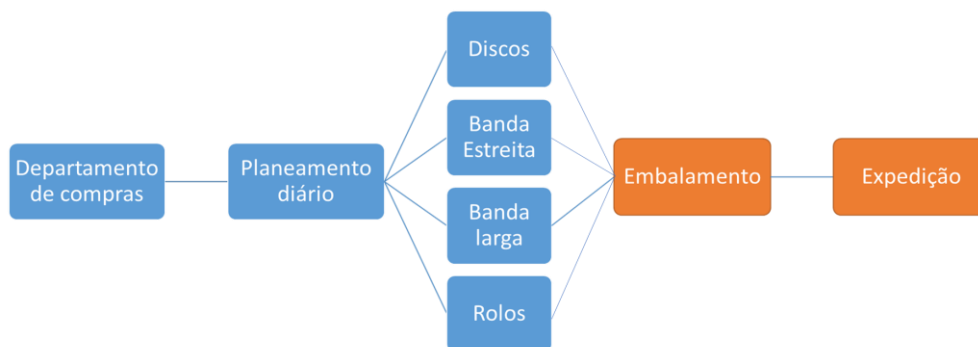 Departamento
de compras
Planeamento
diário
Discos
Banda
Estreita
Banda
larga
Rolos
Embalamento
Expedição